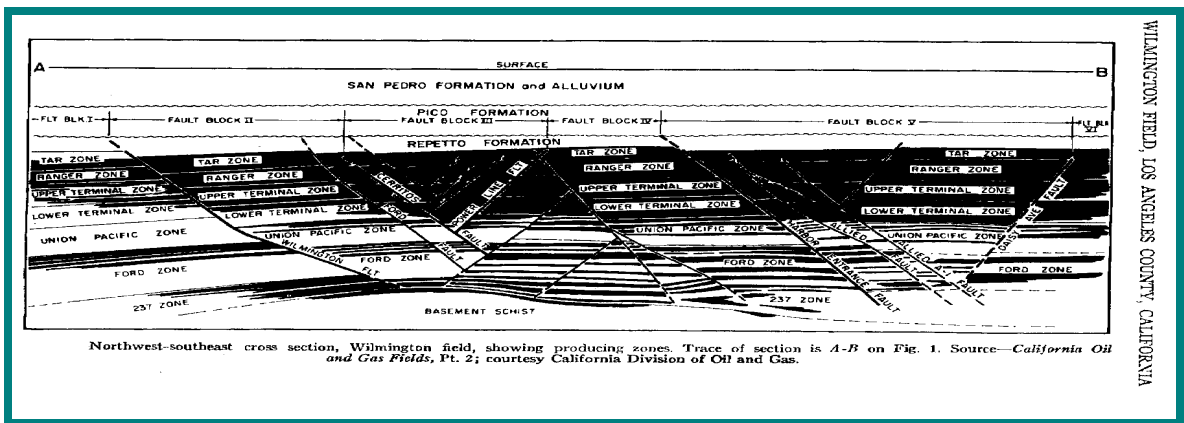 A SURFACE B
SAN PEDRO FORMATION and ALLUVIUM
PICO FORMATION
FLT BLK. I FAULT BLOCK II FAULT BLOCK III FAULT BLOCK IV FAULT BLOCK V FLT BLK VI
REPETTO FORMATION
TAR ZONE TAR ZONE TAR ZONE TAR ZONE
RANGER ZONE RANGER ZONE RANGER ZONE RANGER ZONE
UPPER TERMINAL ZONE UPPER TERMINAL ZONE UPPER TERMINAL ZONE UPPER TERMINAL ZONE
LOWER TERMINAL ZONE LOWER TERMINAL ZONE LOWER TERMINAL ZONE LOWER TERMINAL ZONE
UNION PACIFIC ZONE UNION PACIFIC ZONE UNION PACIFIC ZONE UNION PACIFIC ZONE
FORD ZONE FORD ZONE FORD ZONE FORD ZONE
237 ZONE 237 ZONE
WILMINGTON FLT
CERRITOS FAULT
FORD FAULT
FLT
HARBOR ENTRANCE FAULT
ALLIED FAULT
ALLIED FAULT
FAULT
BASEMENT SCHIST
Northwest-southeast cross section, Wilmington field, showing producing zones. Trace of section is A-B on Fig. 1. Source—California Oil
and Gas Fields, Pt. 2; courtesy California Division of Oil and Gas.
WILMINGTON FIELD, LOS ANGELES COUNTY, CALIFORNIA